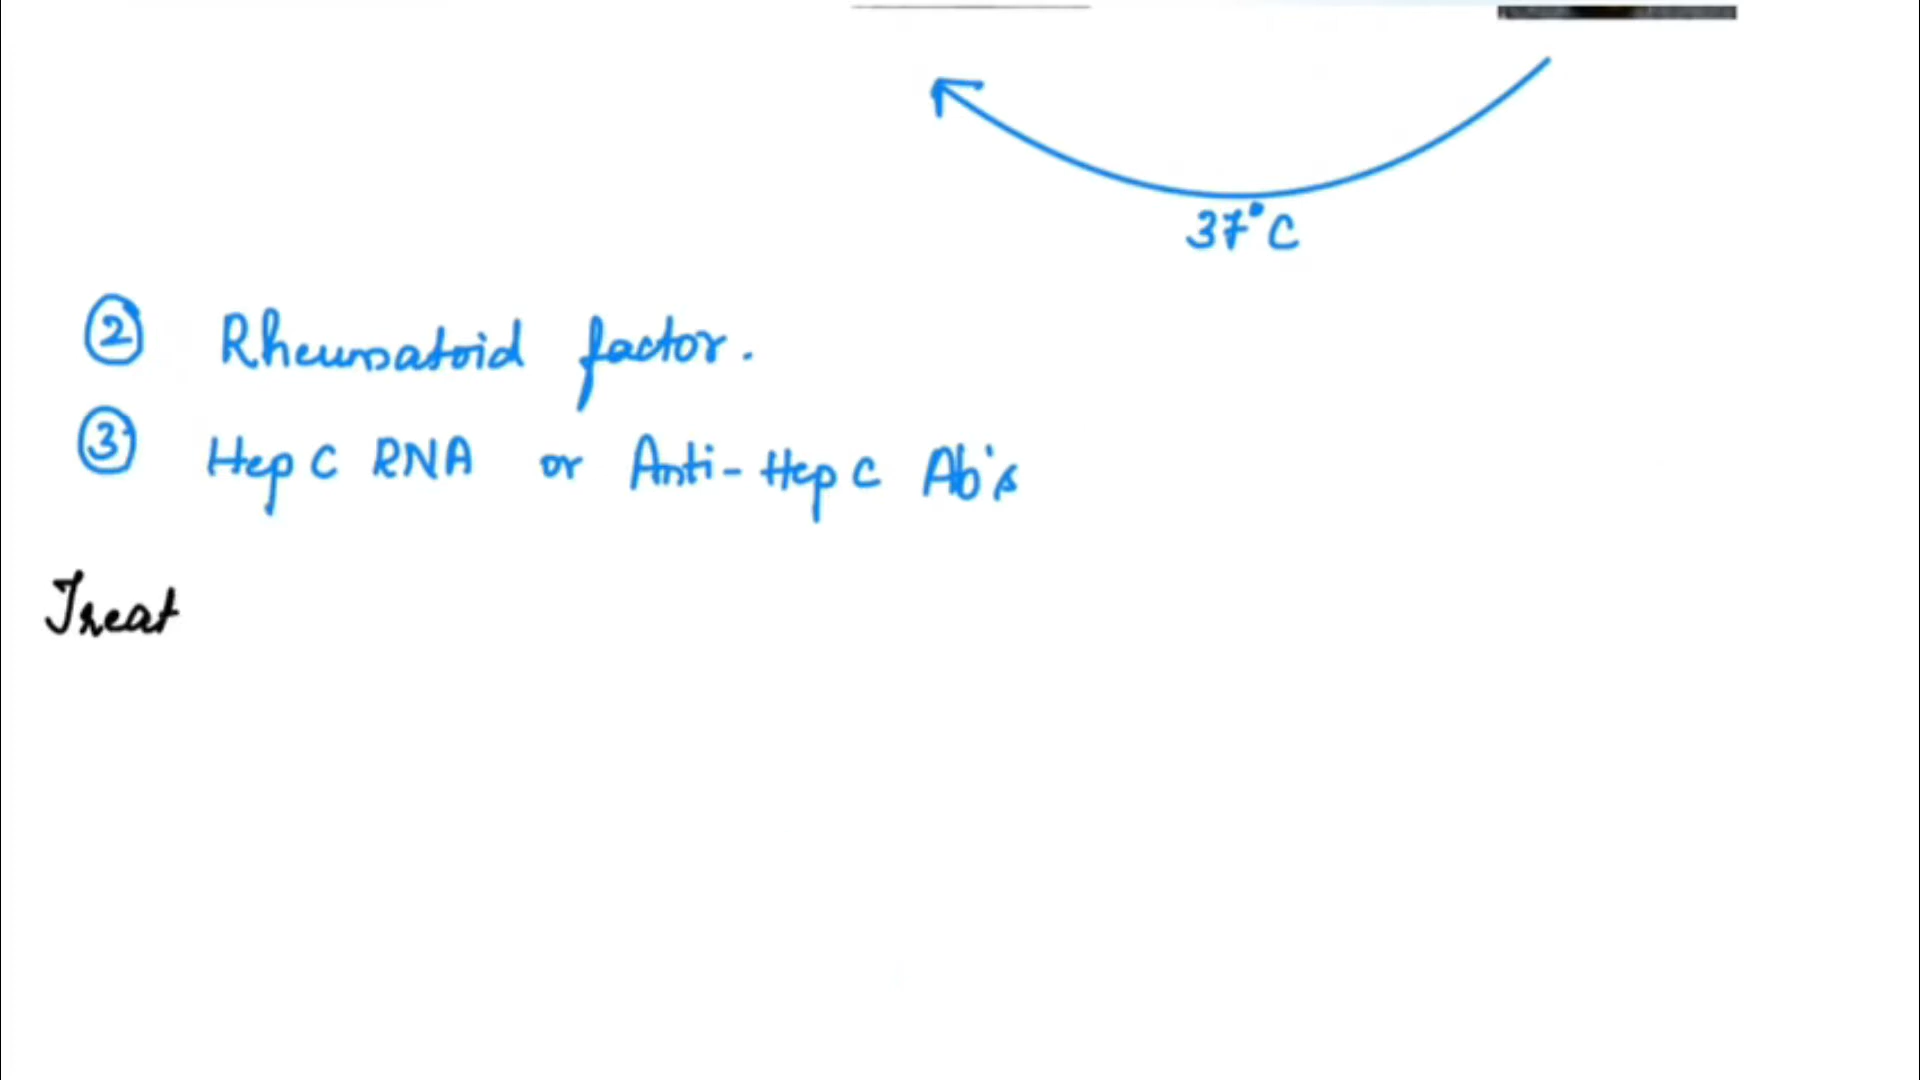 37°C
② Rheumatoid factor.
③ Hep C RNA or Anti-Hep C Ab's
Treat